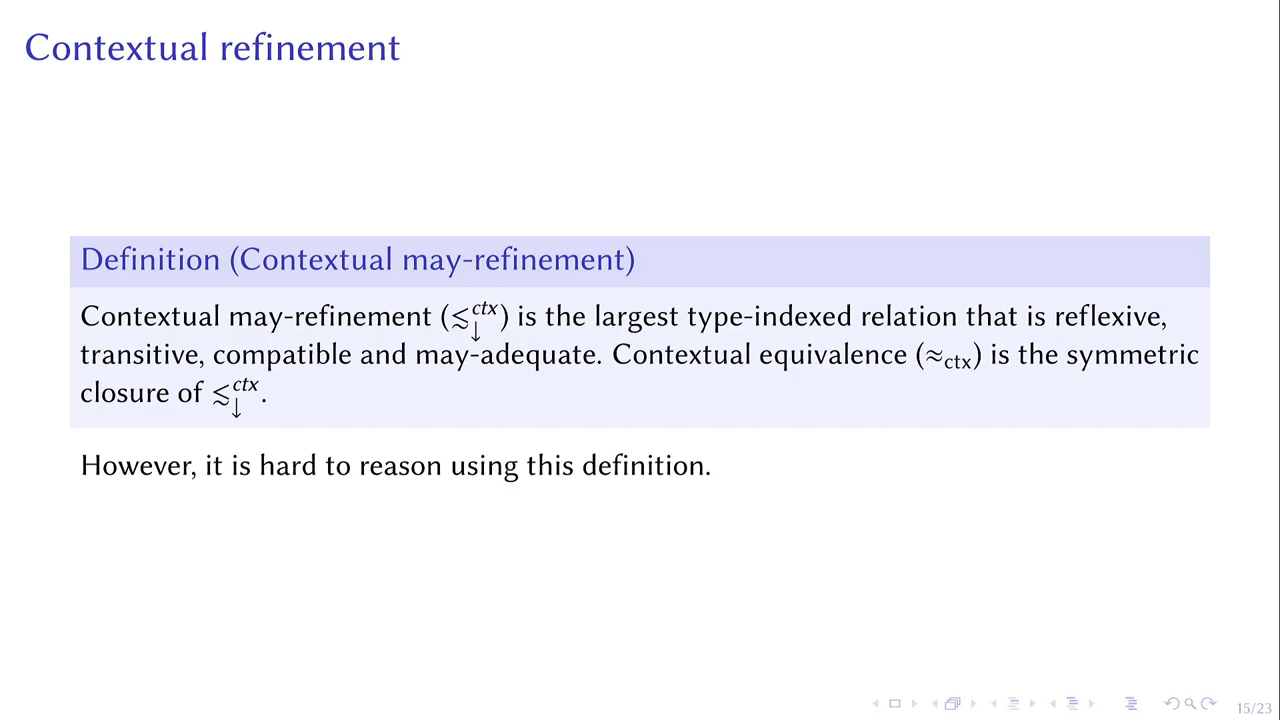 Contextual refinement
Definition (Contextual may-refinement)
Contextual may-refinement (≲ctx↓) is the largest type-indexed relation that is reflexive,
transitive, compatible and may-adequate. Contextual equivalence (≈ctx) is the symmetric
closure of ≲ctx↓.
However, it is hard to reason using this definition.
15/23